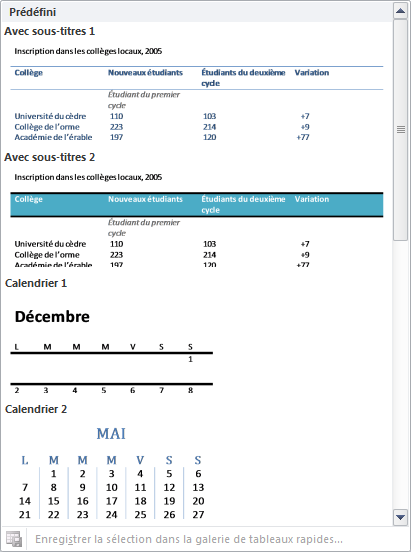 Prédéfini
Avec sous-titres 1
Inscription dans les collèges locaux, 2005
Collège Nouveaux étudiants Étudiants du deuxième cycle Variation
Étudiant du premier cycle
Université du cèdre 110 103 +7
Collège de l'orme 223 214 +9
Académie de l'érable 197 120 +77
Avec sous-titres 2
Inscription dans les collèges locaux, 2005
Collège Nouveaux étudiants Étudiants du deuxième cycle Variation
Étudiant du premier cycle
Université du cèdre 110 103 +7
Collège de l'orme 223 214 +9
Académie de l'érable 197 120 +77
Calendrier 1
Décembre
L M M M V S S
1
2 3 4 5 6 7 8
Calendrier 2
MAI
L M M M V S S
1 2 3 4 5 6
7 8 9 10 11 12 13
14 15 16 17 18 19 20
21 22 23 24 25 26 27
Enregistrer la sélection dans la galerie de tableaux rapides...